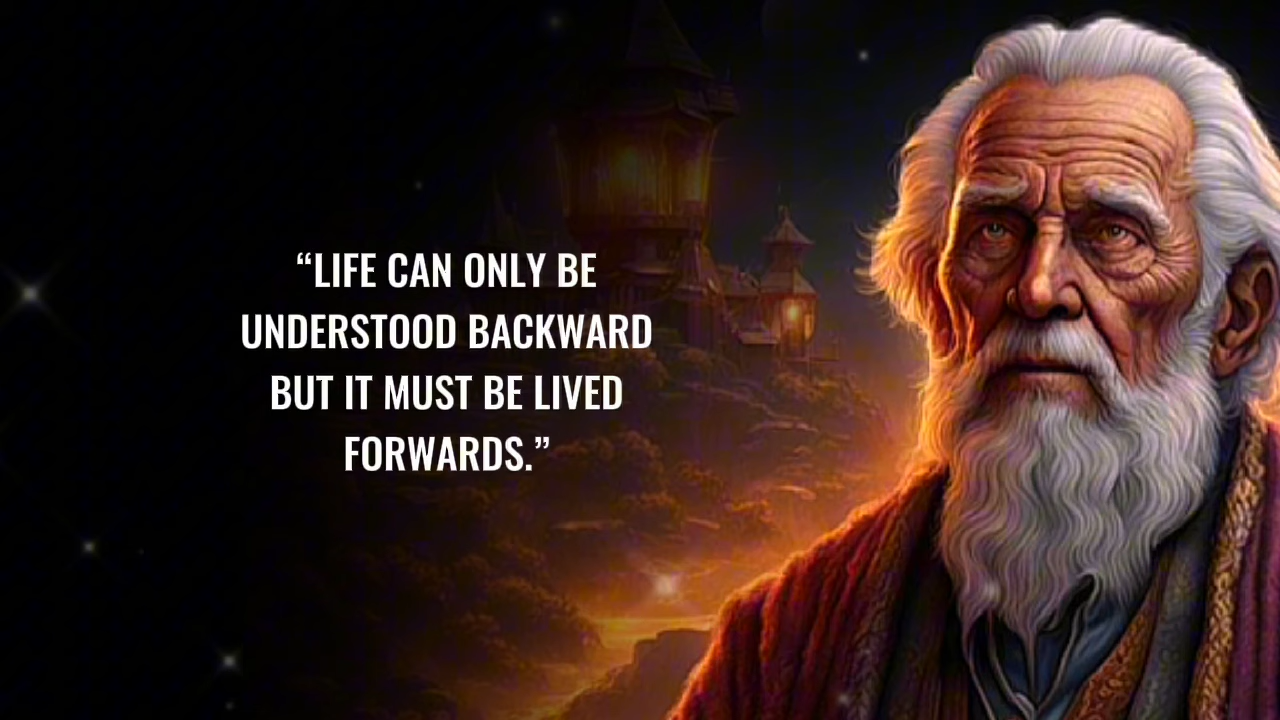 “LIFE CAN ONLY BE
UNDERSTOOD BACKWARD
BUT IT MUST BE LIVED
FORWARDS.”